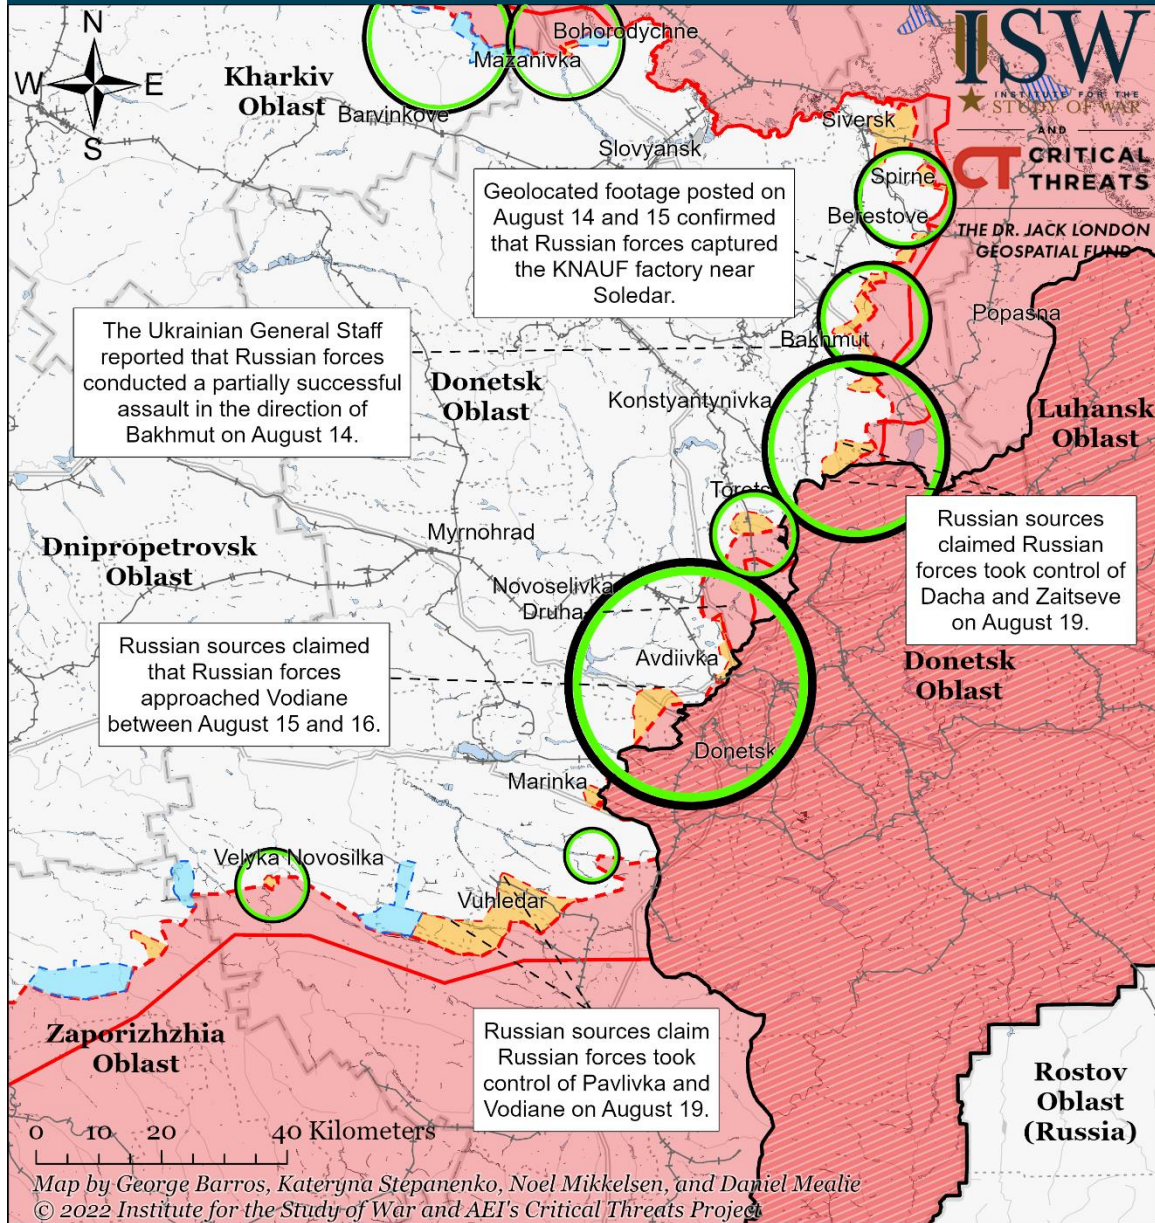 N
W
E
S
ISW
INSTITUTE FOR THE
STUDY OF WAR
AND
CT CRITICAL
THREATS
THE DR. JACK LONDON
GEOSPATIAL FUND
Bohorodychne
Mazanivka
Kharkiv
Oblast
Barvinkove
Slovyansk
Siversk
Spirne
Berestove
Geolocated footage posted on
August 14 and 15 confirmed
that Russian forces captured
the KNAUF factory near
Soledar.
The Ukrainian General Staff
reported that Russian forces
conducted a partially successful
assault in the direction of
Bakhmut on August 14.
Popasna
Bakhmut
Donetsk
Oblast
Konstyantynivka
Luhansk
Oblast
Torets
Russian sources
claimed Russian
forces took control of
Dacha and Zaitseve
on August 19.
Myrnohrad
Dnipropetrovsk
Oblast
Novoselivka
Druha
Russian sources claimed
that Russian forces
approached Vodiane
between August 15 and 16.
Avdiivka
Donetsk
Oblast
Donetsk
Marinka
Velyka Novosilka
Vuhledar
Zaporizhzhia
Oblast
Russian sources claim
Russian forces took
control of Pavlivka and
Vodiane on August 19.
Rostov
Oblast
(Russia)
0 10 20 40 Kilometers
Map by George Barros, Kateryna Stepanenko, Noel Mikkelsen, and Daniel Mealie
© 2022 Institute for the Study of War and AEI's Critical Threats Project